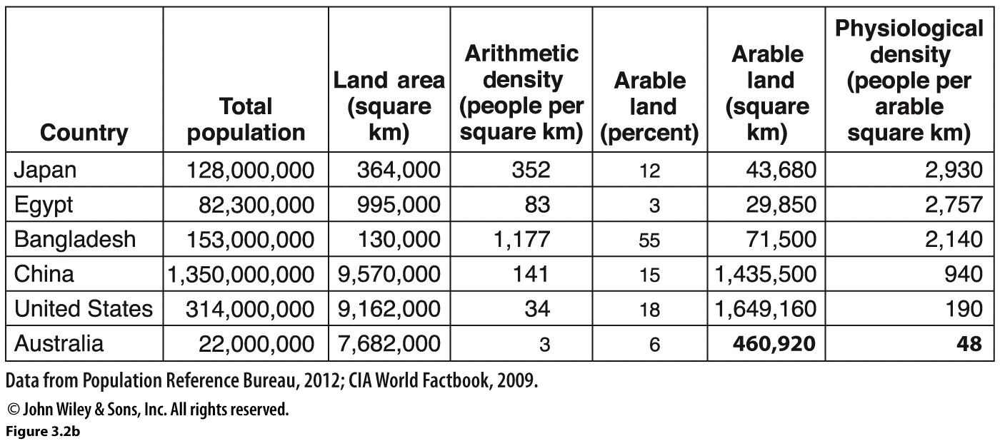 Country Total population Land area (square km) Arithmetic density (people per square km) Arable land (percent) Arable land (square km) Physiological density (people per arable square km)
Japan 128,000,000 364,000 352 12 43,680 2,930
Egypt 82,300,000 995,000 83 3 29,850 2,757
Bangladesh 153,000,000 130,000 1,177 55 71,500 2,140
China 1,350,000,000 9,570,000 141 15 1,435,500 940
United States 314,000,000 9,162,000 34 18 1,649,160 190
Australia 22,000,000 7,682,000 3 6 460,920 48
Data from Population Reference Bureau, 2012; CIA World Factbook, 2009.
© John Wiley & Sons, Inc. All rights reserved.
Figure 3.2b